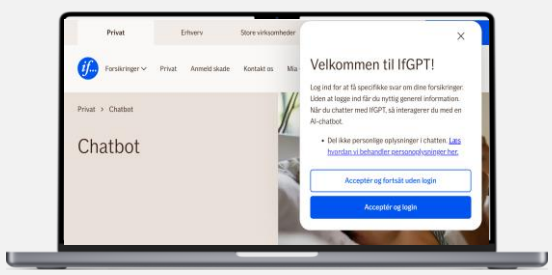 Privat
Erhverv
Store virksomheder
if...
Forsikringer
Privat
Anmeld skade
Kontakt os
Mia
Privat > Chatbot
Chatbot
Velkommen til IfGPT!
Log ind for at få specifikke svar om dine forsikringer.
Uden at logge ind får du nyttig generel information.
Når du chatter med IfGPT, så interagerer du med en
AI-chatbot.
• Del ikke personlige oplysninger i chatten. Læs
hvordan vi behandler personoplysninger her.
Acceptér og fortsæt uden login
Acceptér og login